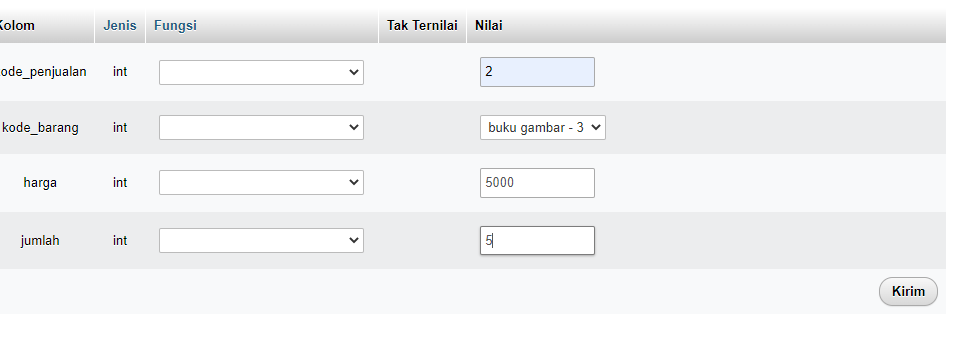 Kolom Jenis Fungsi Tak Ternilai Nilai
ode_penjualan int 2
kode_barang int buku gambar - 3
harga int 5000
jumlah int 5
Kirim